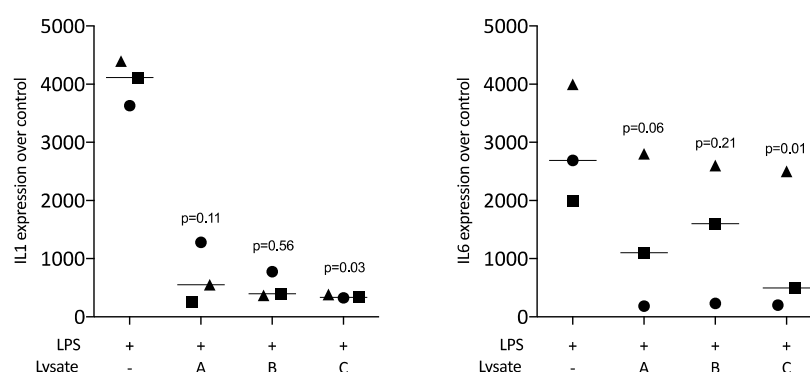 5000
4000
3000
2000
1000
0
IL1 expression over control
p=0.11
p=0.56
p=0.03
LPS + + + +
Lysate - A B C
5000
4000
3000
2000
1000
0
IL6 expression over control
p=0.06
p=0.21
p=0.01
LPS + + + +
Lysate - A B C